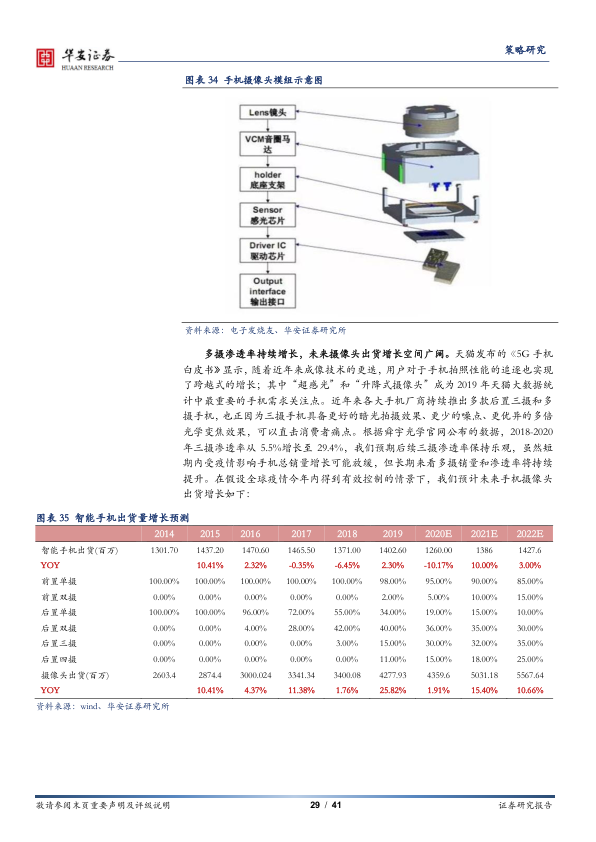 华安证券
HUAAN RESEARCH
策略研究
图表 34 手机摄像头模组示意图
Lens镜头
VCM音圈马
达
holder
底座支架
Sensor
感光芯片
Driver IC
驱动芯片
Output
interface
输出接口
资料来源：电子发烧友、华安证券研究所
多摄渗透率持续增长，未来摄像头出货增长空间广阔。天猫发布的《5G 手机
白皮书》显示，随着近年来成像技术的更迭，用户对于手机拍照性能的追逐也实现
了跨越式的增长；其中“超感光”和“升降式摄像头”成为 2019 年天猫大数据统
计中最重要的手机需求关注点。近年来各大手机厂商持续推出多款后置三摄和多
摄手机，也正因为三摄手机具备更好的暗光拍摄效果、更少的噪点、更优异的多倍
光学变焦效果，可以直击消费者痛点。根据舜宇光学官网公布的数据，2018-2020
年三摄渗透率从 5.5%增长至 29.4%，我们预期后续三摄渗透率保持乐观，虽然短
期内受疫情影响手机总销量增长可能放缓，但长期来看多摄销量和渗透率将持续
提升。在假设全球疫情今年内得到有效控制的情景下，我们预计未来手机摄像头
出货增长如下：
图表 35 智能手机出货量增长预测
2014 2015 2016 2017 2018 2019 2020E 2021E 2022E
智能手机出货(百万) 1301.70 1437.20 1470.60 1465.50 1371.00 1402.60 1260.00 1386 1427.6
YOY 10.41% 2.32% -0.35% -6.45% 2.30% -10.17% 10.00% 3.00%
前置单摄 100.00% 100.00% 100.00% 100.00% 100.00% 98.00% 95.00% 90.00% 85.00%
前置双摄 0.00% 0.00% 0.00% 0.00% 0.00% 2.00% 5.00% 10.00% 15.00%
后置单摄 100.00% 100.00% 96.00% 72.00% 55.00% 34.00% 19.00% 15.00% 10.00%
后置双摄 0.00% 0.00% 4.00% 28.00% 42.00% 40.00% 36.00% 35.00% 30.00%
后置三摄 0.00% 0.00% 0.00% 0.00% 3.00% 15.00% 30.00% 32.00% 35.00%
后置四摄 0.00% 0.00% 0.00% 0.00% 0.00% 11.00% 15.00% 18.00% 25.00%
摄像头出货(百万) 2603.4 2874.4 3000.024 3341.34 3400.08 4277.93 4359.6 5031.18 5567.64
YOY 10.41% 4.37% 11.38% 1.76% 25.82% 1.91% 15.40% 10.66%
资料来源：wind、华安证券研究所
敬请参阅末页重要声明及评级说明
29 / 41
证券研究报告